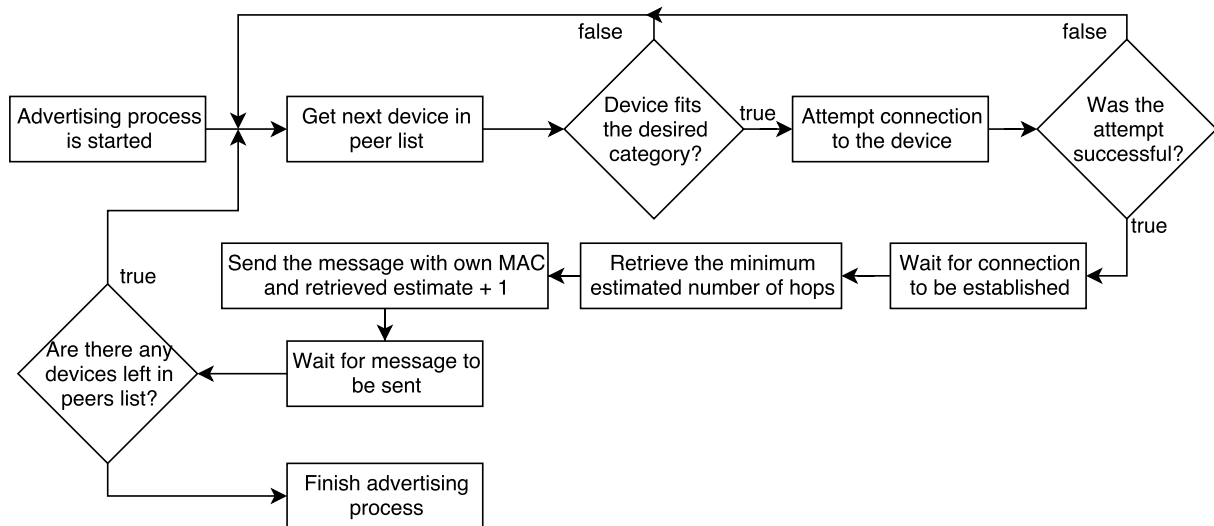 false
false
Advertising process
is started
Get next device in
peer list
Device fits
the desired
category?
true
Attempt connection
to the device
Was the
attempt
successful?
true
Send the message with own MAC
and retrieved estimate + 1
Retrieve the minimum
estimated number of hops
Wait for connection
to be established
true
Are there any
devices left in
peers list?
Wait for message to
be sent
Finish advertising
process